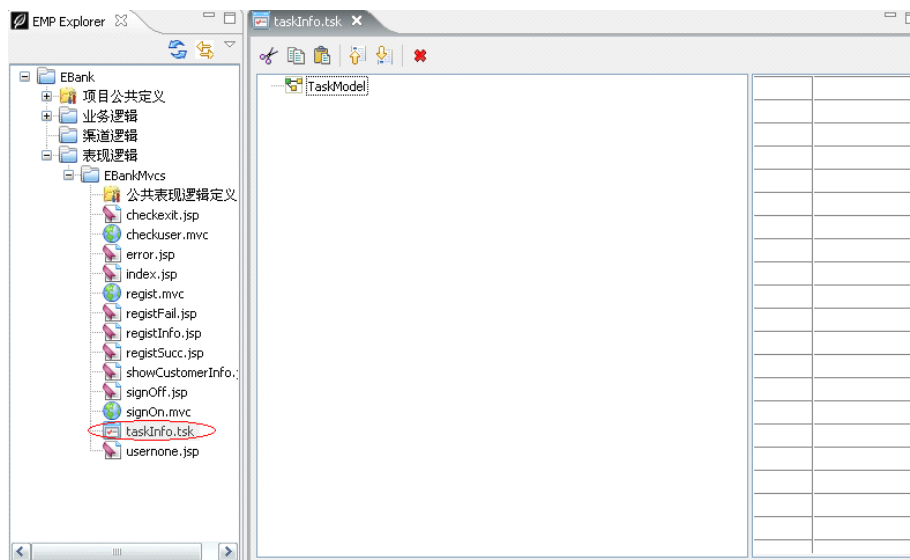 EMP Explorer
taskInfo.tsk
EBank
项目公共定义
业务逻辑
渠道逻辑
表现逻辑
EBankMvcs
公共表现逻辑定义
checkexit.jsp
checkuser.mvc
error.jsp
index.jsp
regist.mvc
registFail.jsp
registInfo.jsp
registSucc.jsp
showCustomerInfo.j
signOff.jsp
signOn.mvc
taskInfo.tsk
usernone.jsp
TaskModel